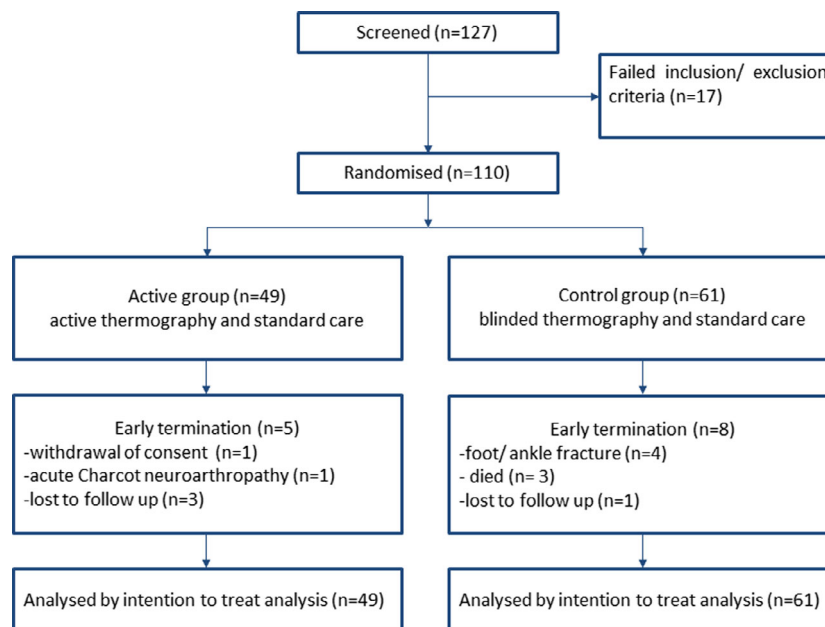 Screened (n=127)
Failed inclusion/ exclusion
criteria (n=17)
Randomised (n=110)
Active group (n=49)
active thermography and standard care
Control group (n=61)
blinded thermography and standard care
Early termination (n=5)
-withdrawal of consent (n=1)
-acute Charcot neuroarthropathy (n=1)
-lost to follow up (n=3)
Early termination (n=8)
-foot/ ankle fracture (n=4)
- died (n= 3)
-lost to follow up (n=1)
Analysed by intention to treat analysis (n=49)
Analysed by intention to treat analysis (n=61)